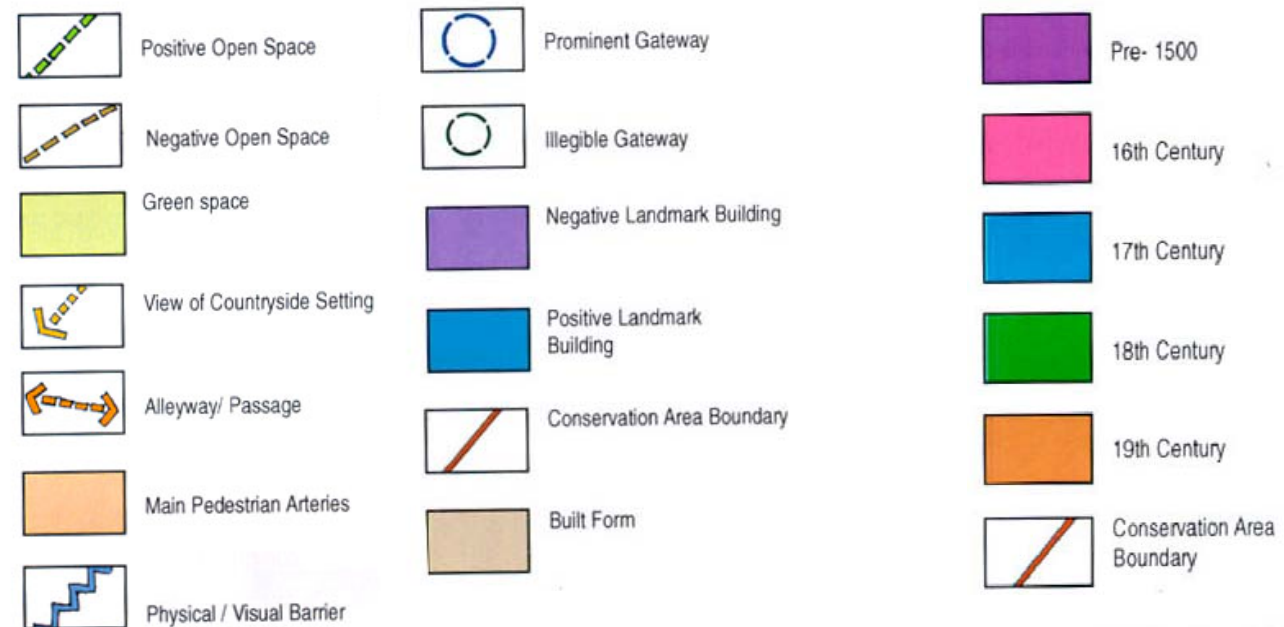 Positive Open Space
Negative Open Space
Green space
View of Countryside Setting
Alleyway/ Passage
Main Pedestrian Arteries
Physical / Visual Barrier
Prominent Gateway
Illegible Gateway
Negative Landmark Building
Positive Landmark
Building
Conservation Area Boundary
Built Form
Pre- 1500
16th Century
17th Century
18th Century
19th Century
Conservation Area
Boundary